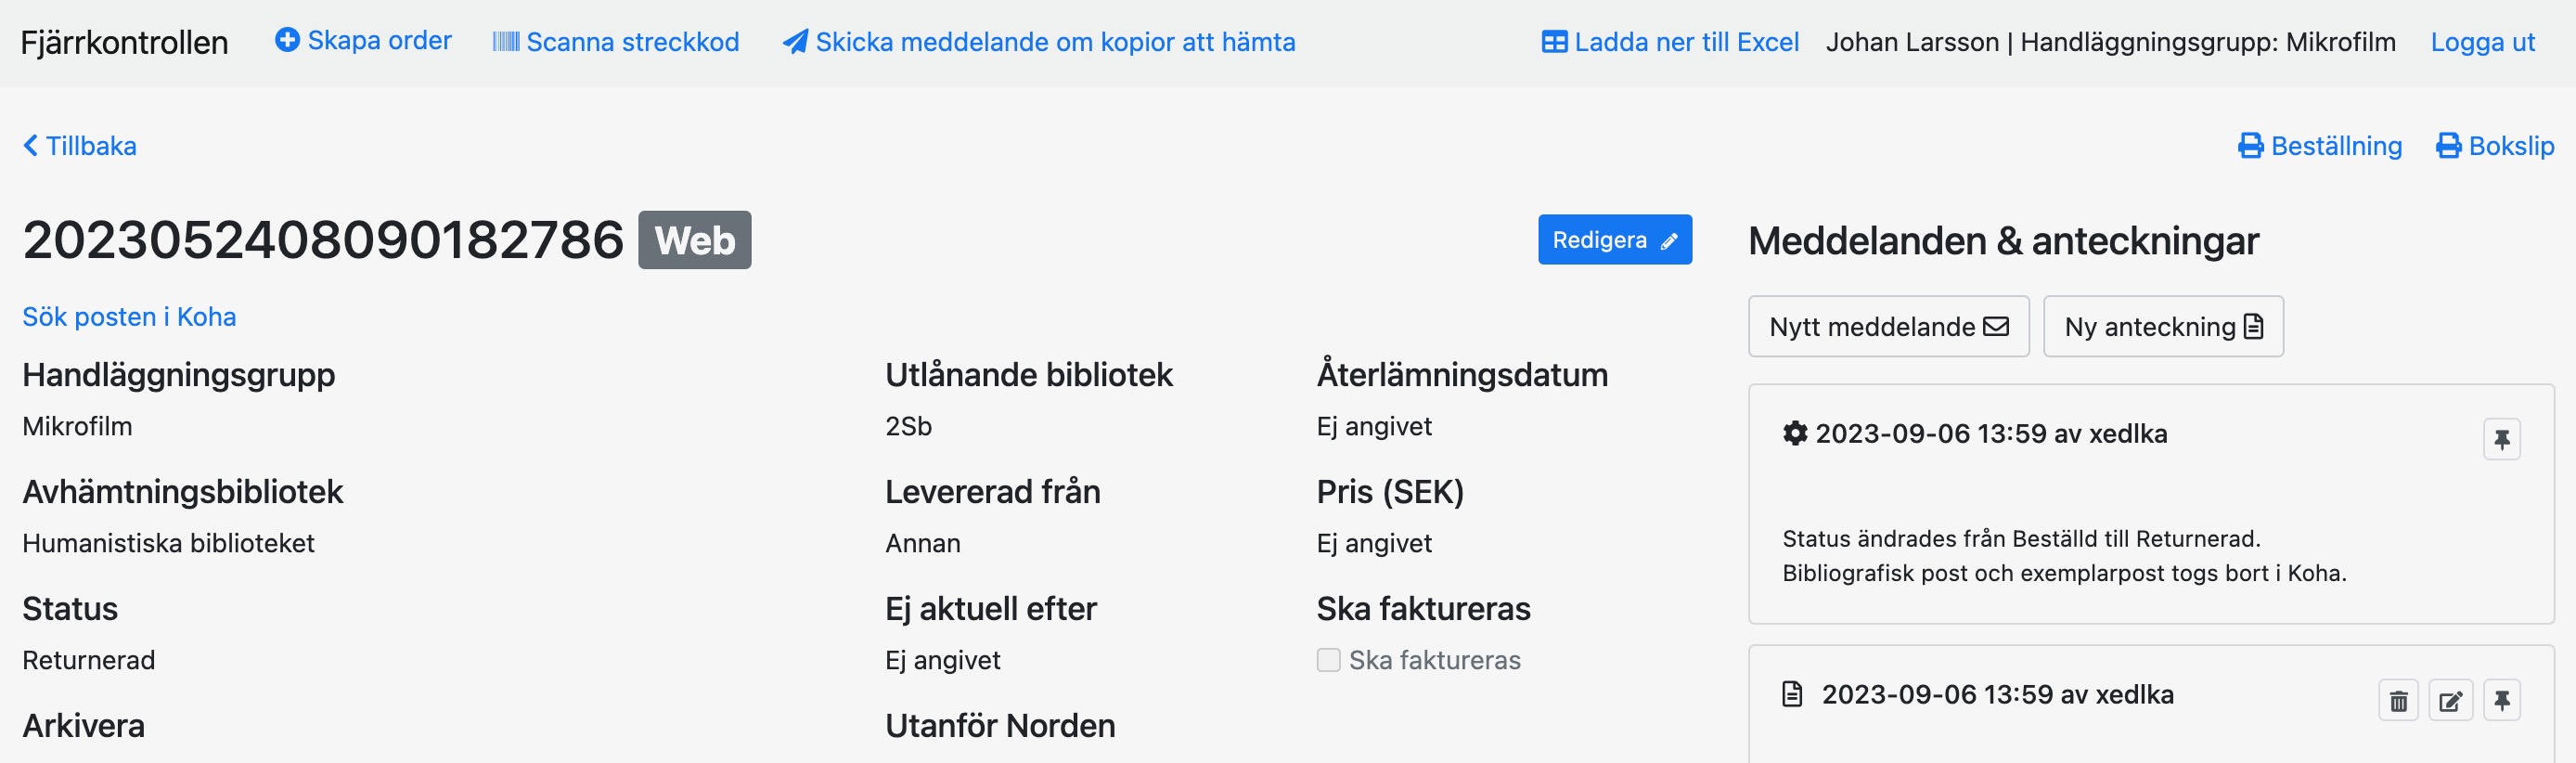 Fjärrkontrollen Skapa order Scanna streckkod Skicka meddelande om kopior att hämta Ladda ner till Excel Johan Larsson | Handläggningsgrupp: Mikrofilm Logga ut
Tillbaka Beställning Bokslip
2023052408090182786 Web Redigera
Sök posten i Koha
Handläggningsgrupp
Mikrofilm
Avhämtningsbibliotek
Humanistiska biblioteket
Status
Returnerad
Arkivera
Utlånande bibliotek
2Sb
Levererad från
Annan
Ej aktuell efter
Ej angivet
Utanför Norden
Återlämningsdatum
Ej angivet
Pris (SEK)
Ej angivet
Ska faktureras
Ska faktureras
Meddelanden & anteckningar
Nytt meddelande Ny anteckning
2023-09-06 13:59 av xedlka
Status ändrades från Beställd till Returnerad.
Bibliografisk post och exemplarpost togs bort i Koha.
2023-09-06 13:59 av xedlka